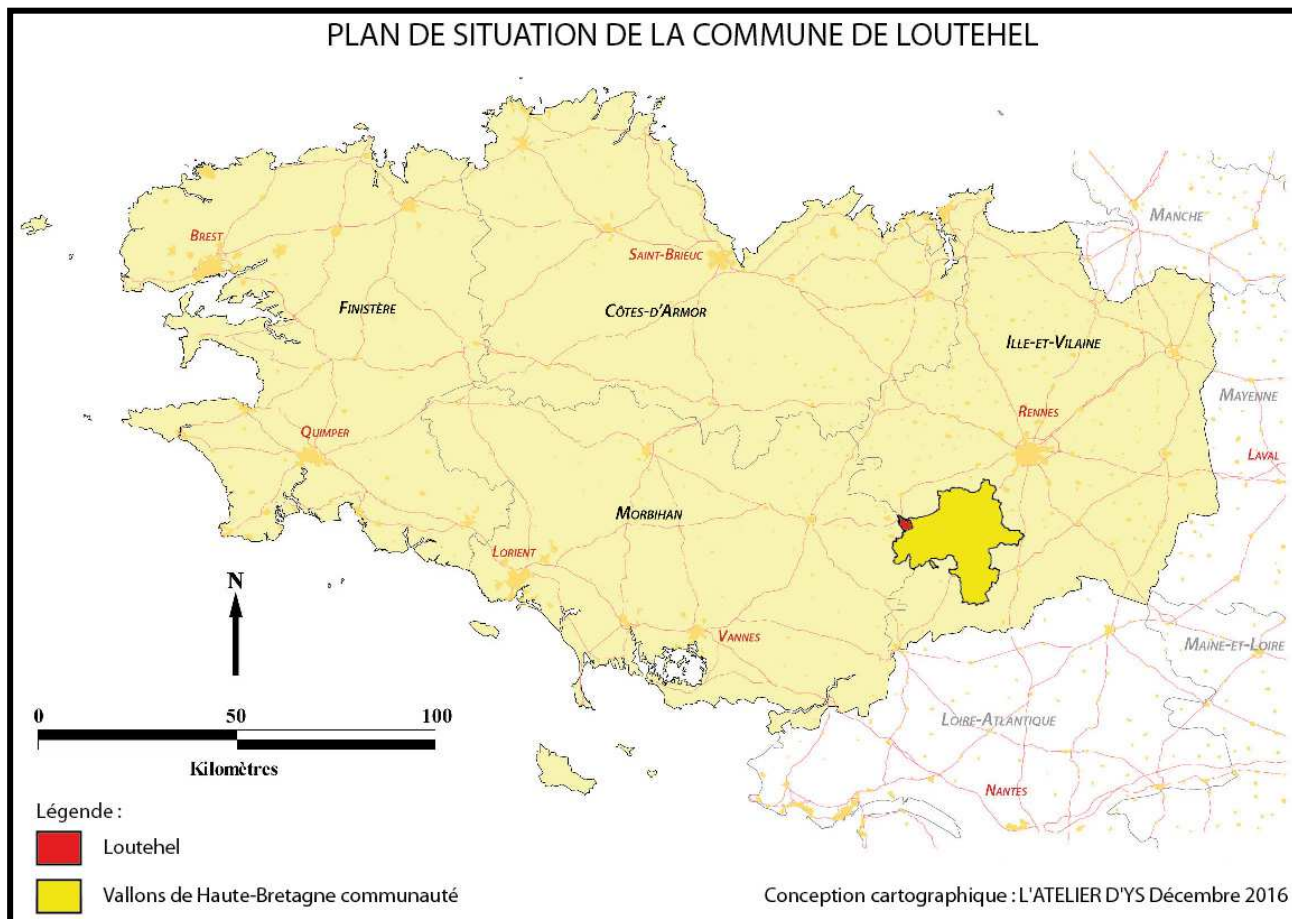 PLAN DE SITUATION DE LA COMMUNE DE LOUTEHEL
MANCHE
BREST
SAINT-BRIEUC
FINISTÈRE
CÔTES-D'ARMOR
ILLE-ET-VILAINE
MAYENNE
RENNES
QUIMPER
LAVAL
MORBIHAN
LORIENT
N
VANNES
MAINE-ET-LOIRE
LOIRE-ATLANTIQUE
0 50 100
Kilomètres
NANTES
Légende :
Loutehel
Vallons de Haute-Bretagne communauté
Conception cartographique : L'ATELIER D'YS Décembre 2016